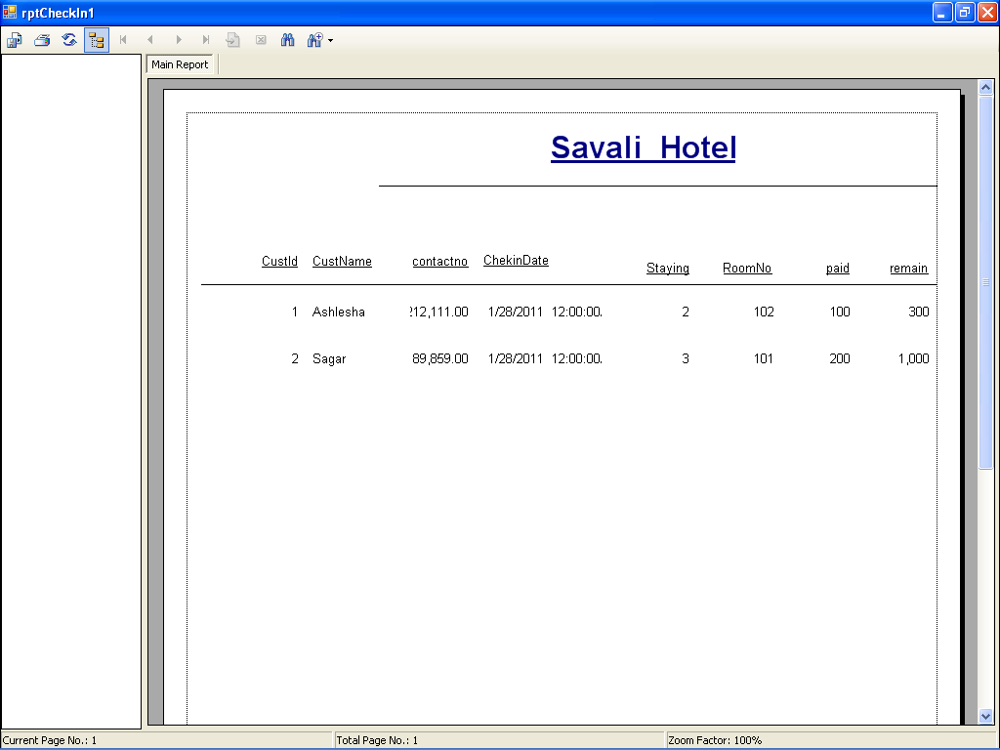 rptCheckIn1
Main Report
Savali Hotel
CustId CustName contactno ChekinDate Staying RoomNo paid remain
1 Ashlesha 212,111.00 1/28/2011 12:00:00. 2 102 100 300
2 Sagar 89,859.00 1/28/2011 12:00:00. 3 101 200 1,000
Current Page No.: 1 Total Page No.: 1 Zoom Factor: 100%